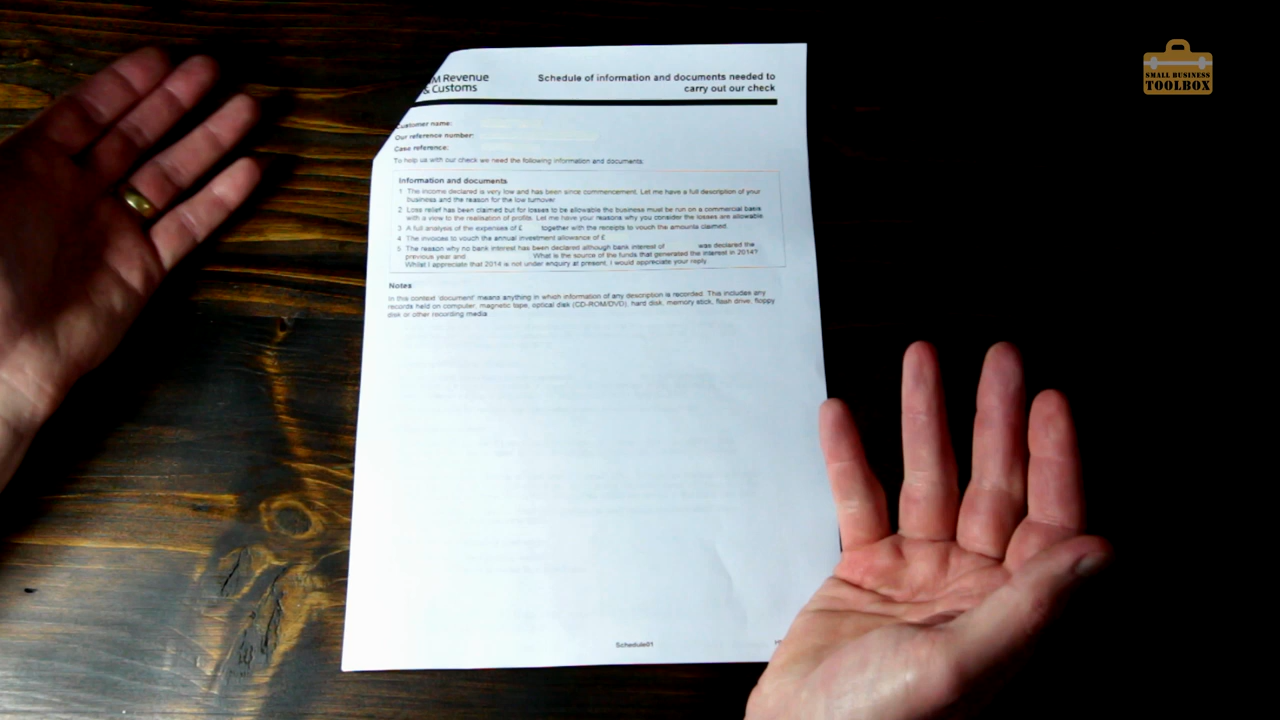 SMALL BUSINESS
TOOLBOX
M Revenue
& Customs
Schedule of information and documents needed to
carry out our check
Customer name:
Our reference number:
Case reference:
To help us with our check we need the following information and documents.
Information and documents
1 The income declared is very low and has been since commencement. Let me have a full description of your
business and the reason for the low turnover
2 Loss relief has been claimed but for losses to be allowable the business must be run on a commercial basis
with a view to the realisation of profits. Let me have your reasons why you consider the losses are allowable.
3 A full analysis of the expenses of £ together with the receipts to vouch the amounts claimed.
4 The invoices to vouch the annual investment allowance of £
5 The reason why no bank interest has been declared although bank interest of was declared the
previous year and What is the source of the funds that generated the interest in 2014?
Whilst I appreciate that 2014 is not under enquiry at present, I would appreciate your reply
Notes
In this context 'document' means anything in which information of any description is recorded. This includes any
records held on computer, magnetic tape, optical disk (CD-ROM/DVD), hard disk, memory stick, flash drive, floppy
disk or other recording media
Schedule01